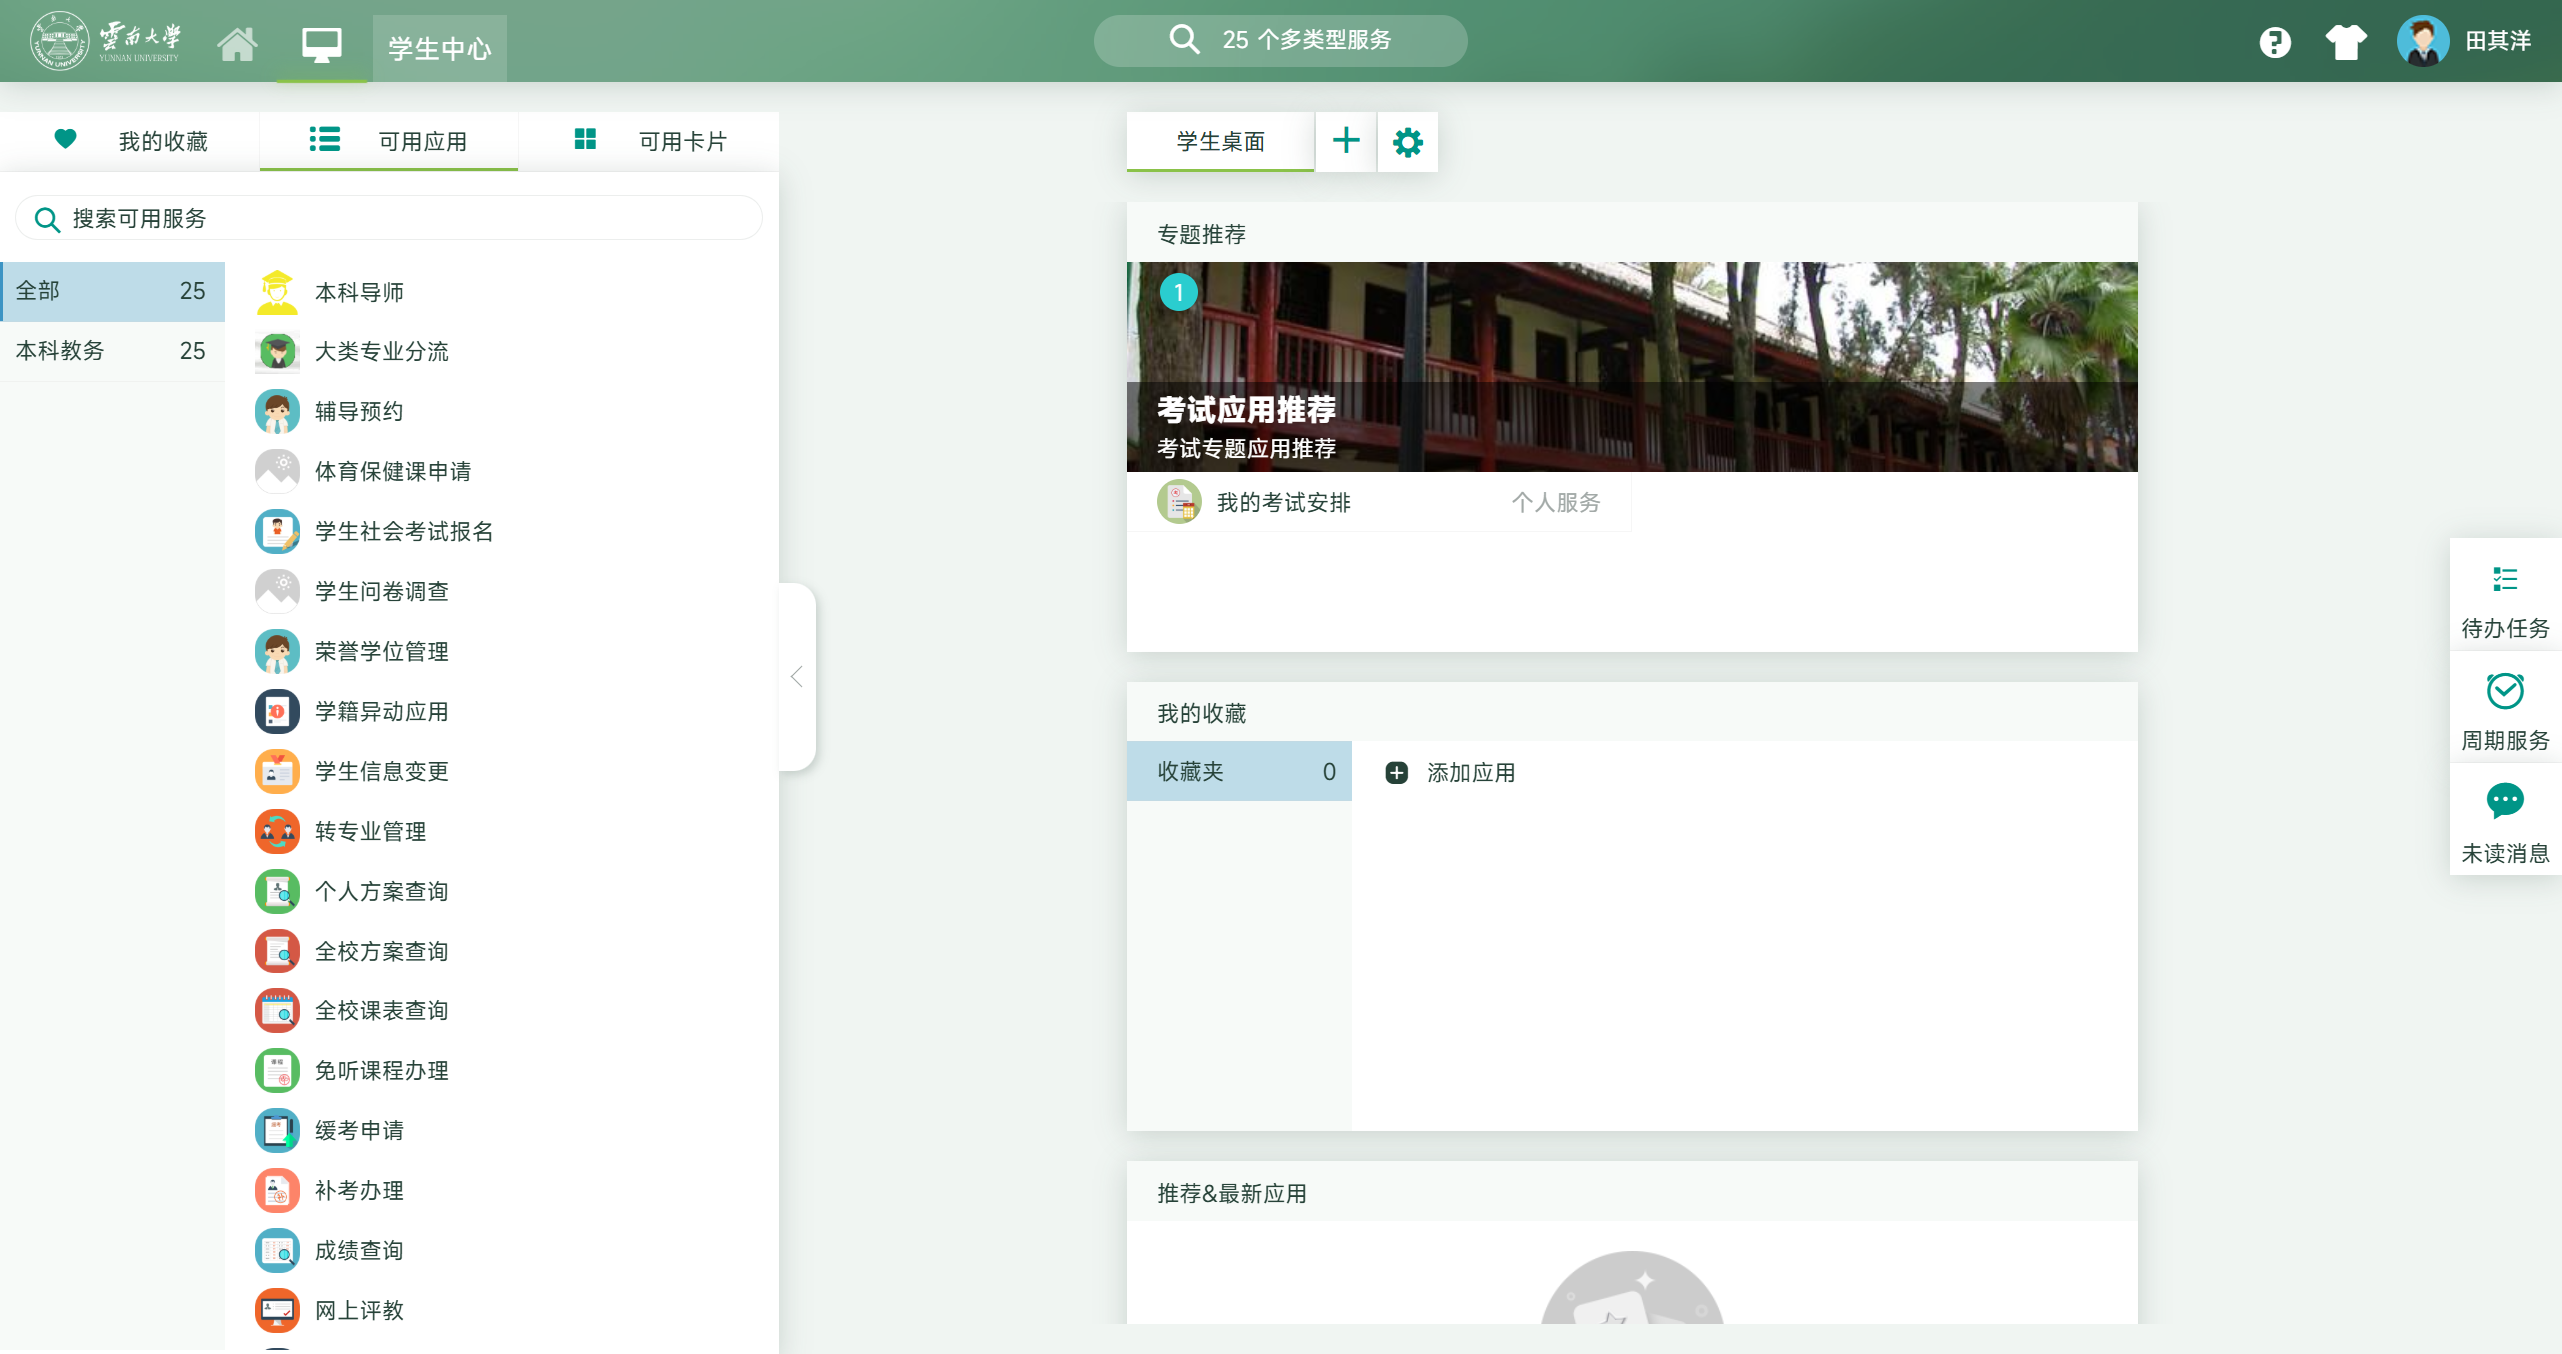 雲南大學
YUNNAN UNIVERSITY
学生中心
25 个多类型服务
田其洋
我的收藏
可用应用
可用卡片
搜索可用服务
全部 25
本科教务 25
本科导师
大类专业分流
辅导预约
体育保健课申请
学生社会考试报名
学生问卷调查
荣誉学位管理
学籍异动应用
学生信息变更
转专业管理
个人方案查询
全校方案查询
全校课表查询
免听课程办理
缓考申请
补考办理
成绩查询
网上评教
学生桌面
专题推荐
1
考试应用推荐
考试专题应用推荐
我的考试安排 个人服务
我的收藏
收藏夹 0
添加应用
推荐&最新应用
待办任务
周期服务
未读消息